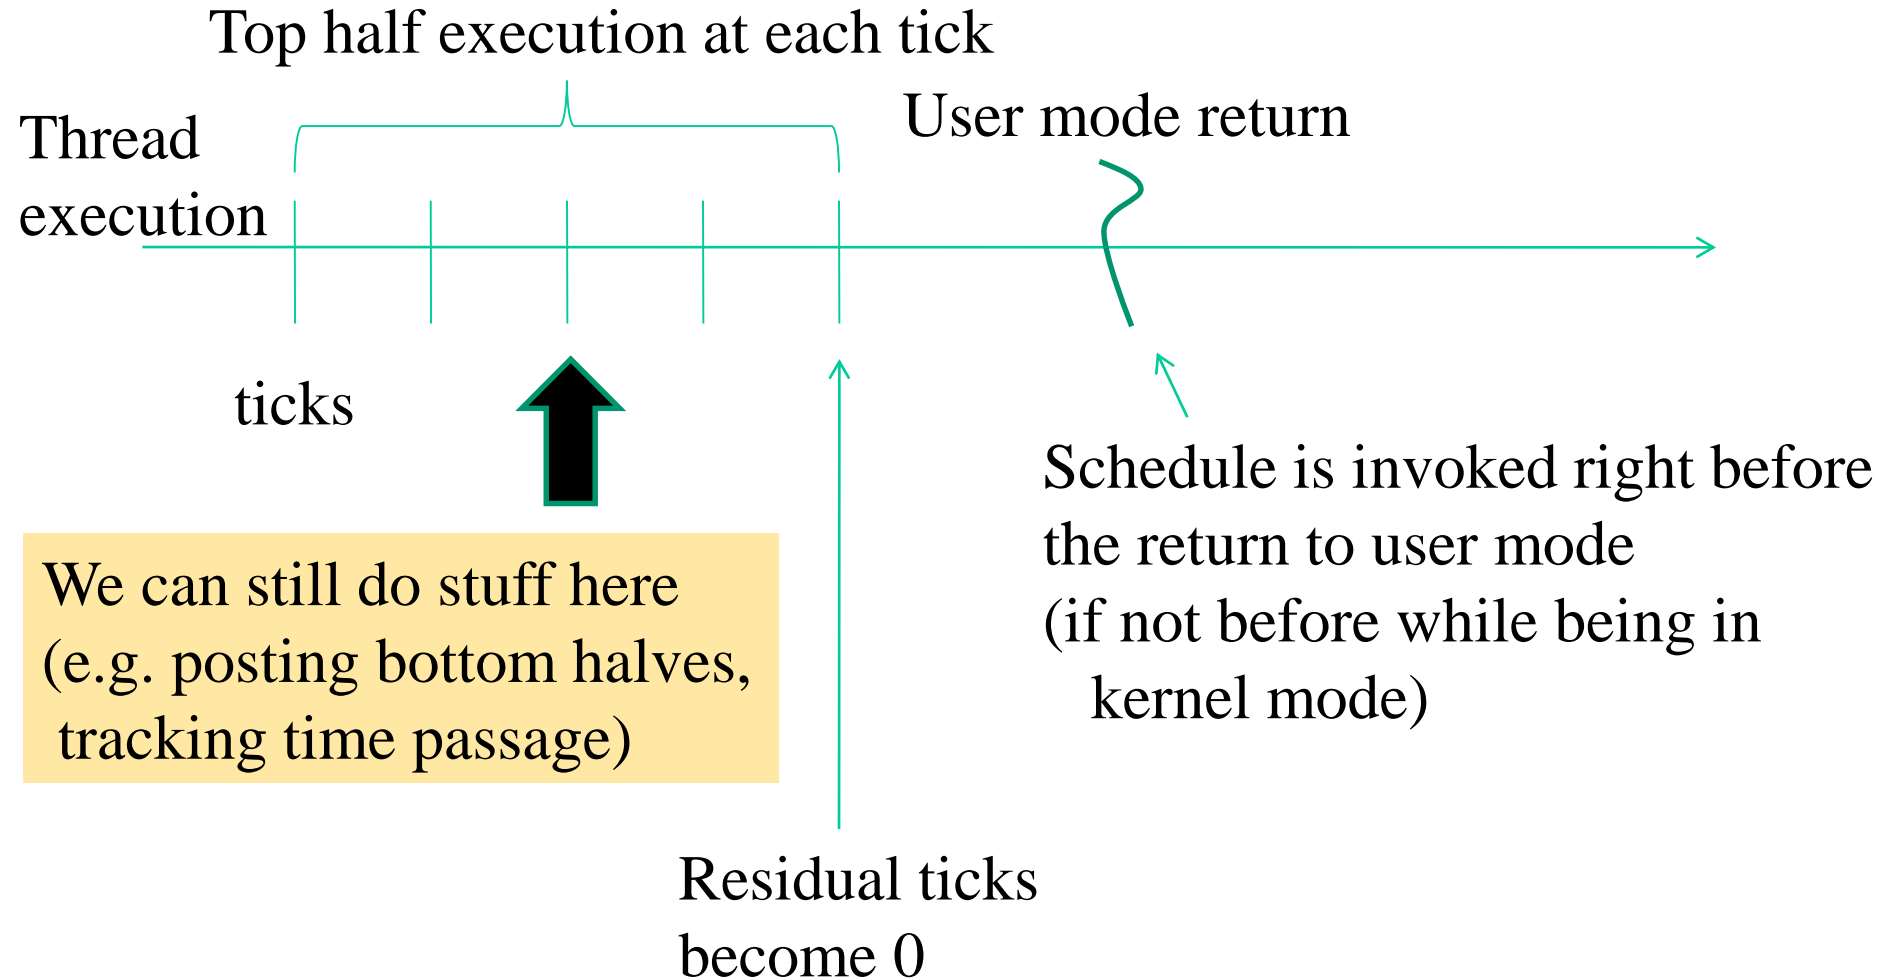 Top half execution at each tick
Thread
execution
User mode return
ticks
We can still do stuff here
(e.g. posting bottom halves,
tracking time passage)
Schedule is invoked right before
the return to user mode
(if not before while being in
kernel mode)
Residual ticks
become 0